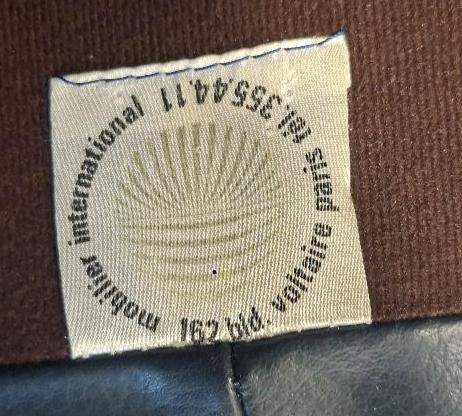 mobilier international 162 bld. voltaire paris tél.355.44.11